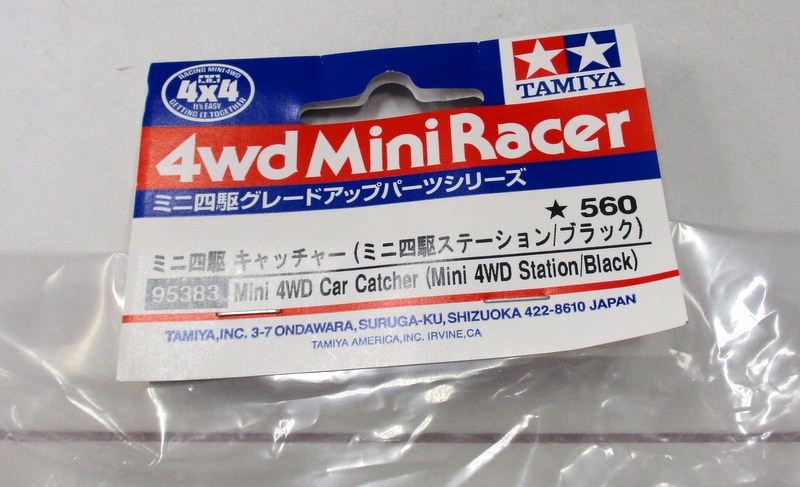 RACING MINI 4WD
4x4
It's EASY
GETTING IT TOGETHER
TAMIYA
4wd Mini Racer
ミニ四駆グレードアップパーツシリーズ
★ 560
ミニ四駆 キャッチャー (ミニ四駆ステーション/ブラック)
95383 Mini 4WD Car Catcher (Mini 4WD Station/Black)
TAMIYA,INC. 3-7 ONDAWARA, SURUGA-KU, SHIZUOKA 422-8610 JAPAN
TAMIYA AMERICA, INC. IRVINE,CA